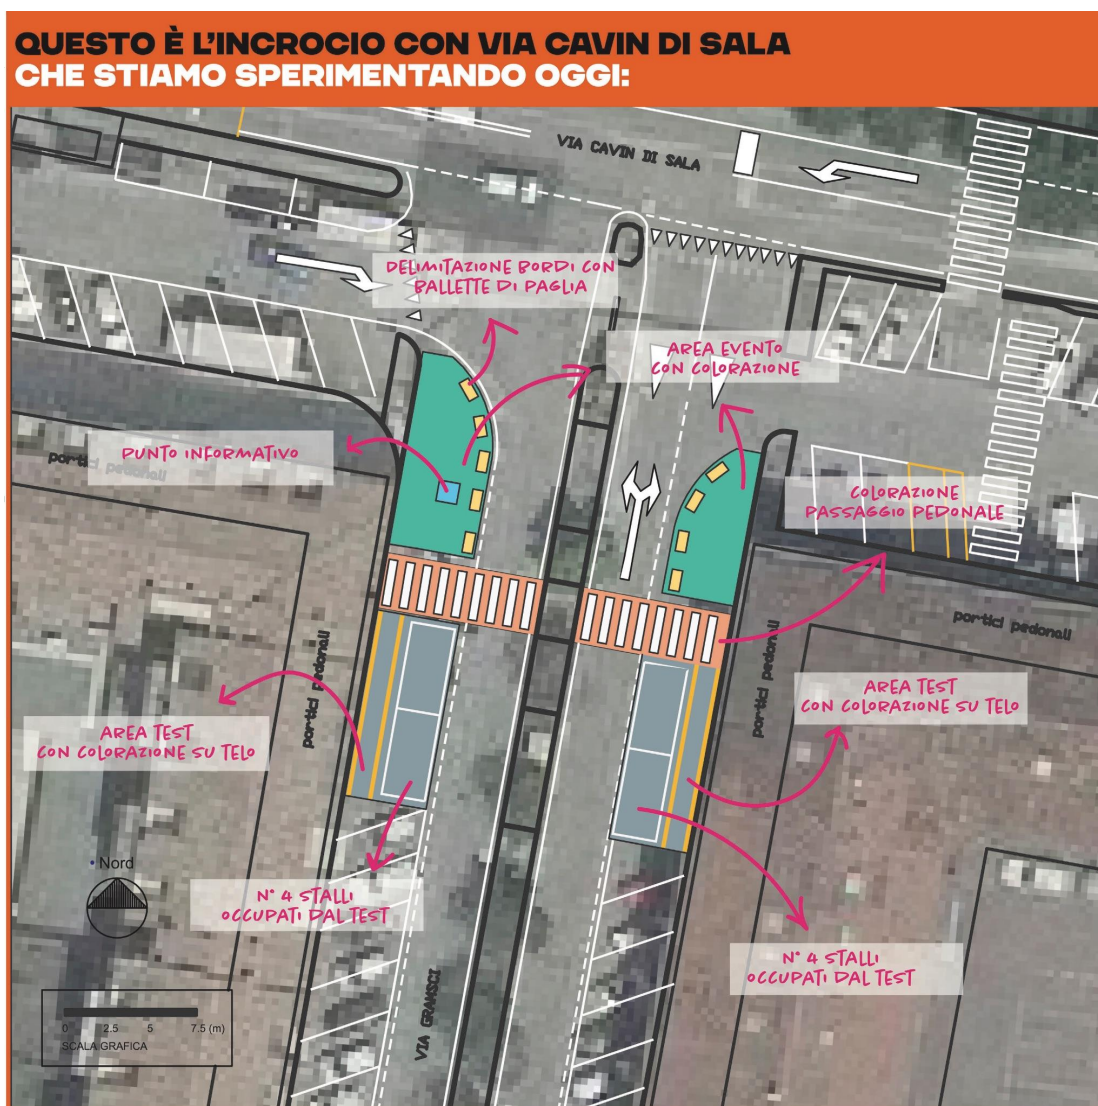 QUESTO È L'INCROCIO CON VIA CAVIN DI SALA
CHE STIAMO SPERIMENTANDO OGGI:
VIA CAVIN DI SALA
DELIMITAZIONE BORDI CON
BALLETTE DI PAGLIA
AREA EVENTO
CON COLORAZIONE
PUNTO INFORMATIVO
portici pedonali
COLORAZIONE
PASSAGGIO PEDONALE
portici pedonali
portici pedonali
portici pedonali
AREA TEST
CON COLORAZIONE SU TELO
AREA TEST
CON COLORAZIONE SU TELO
Nord
N° 4 STALLI
OCCUPATI DAL TEST
N° 4 STALLI
OCCUPATI DAL TEST
VIA GRAMSCI
0 2.5 5 7.5 (m)
SCALA GRAFICA